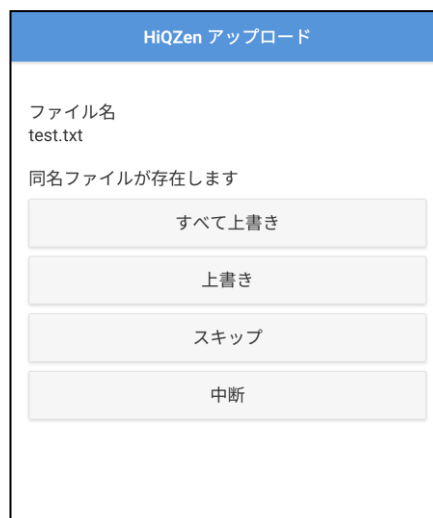 HiQZen アップロード
ファイル名
test.txt
同名ファイルが存在します
すべて上書き
上書き
スキップ
中断